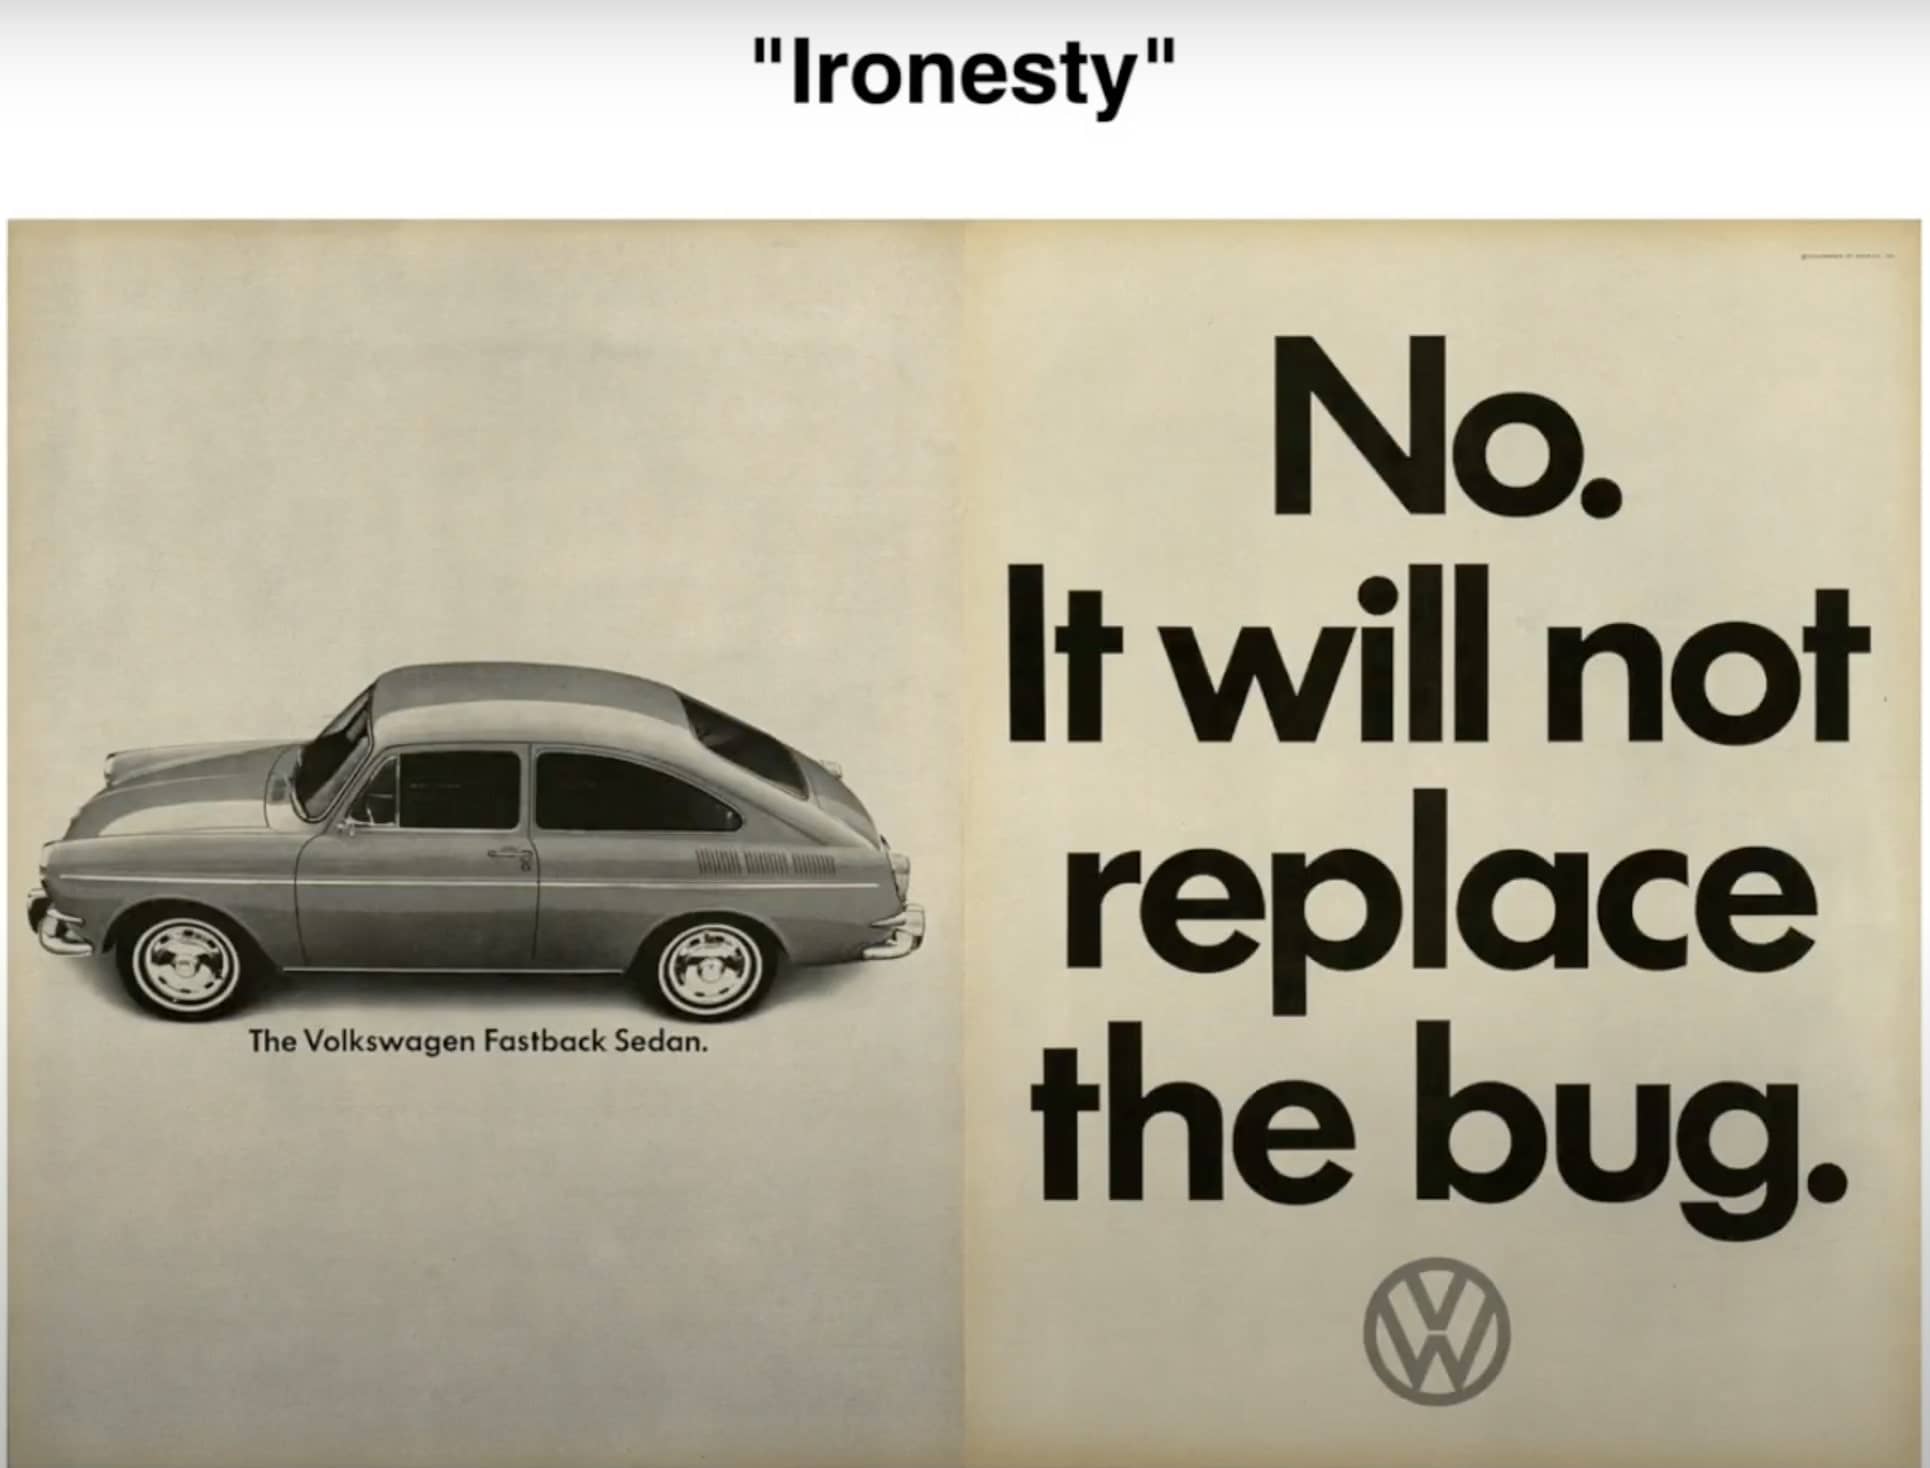 "Ironesty"
The Volkswagen Fastback Sedan.
No.
It will not
replace
the bug.